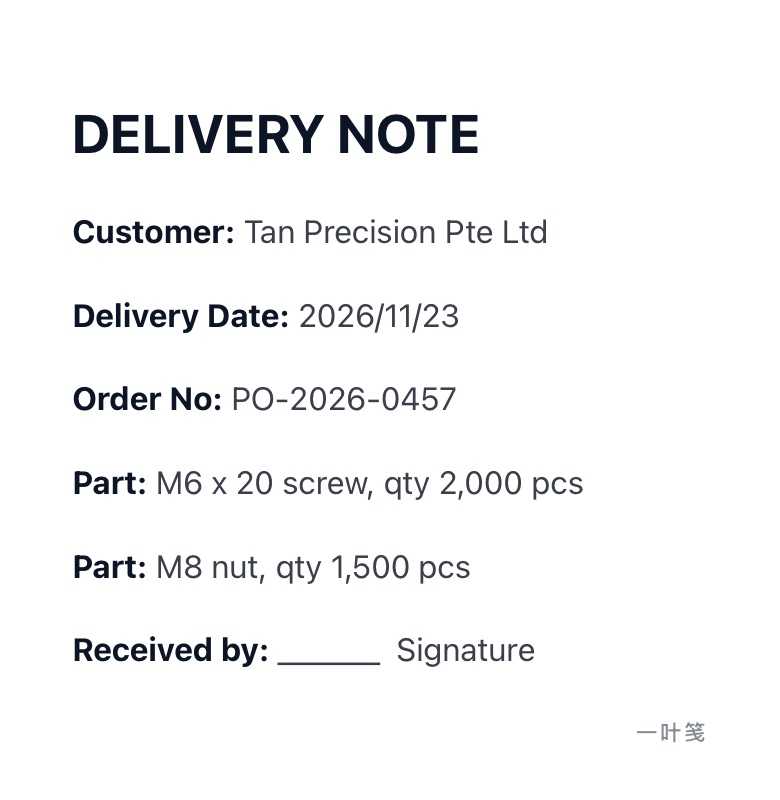 DELIVERY NOTE
Customer: Tan Precision Pte Ltd
Delivery Date: 2026/11/23
Order No: PO-2026-0457
Part: M6 x 20 screw, qty 2,000 pcs
Part: M8 nut, qty 1,500 pcs
Received by: _______ Signature
一叶笺